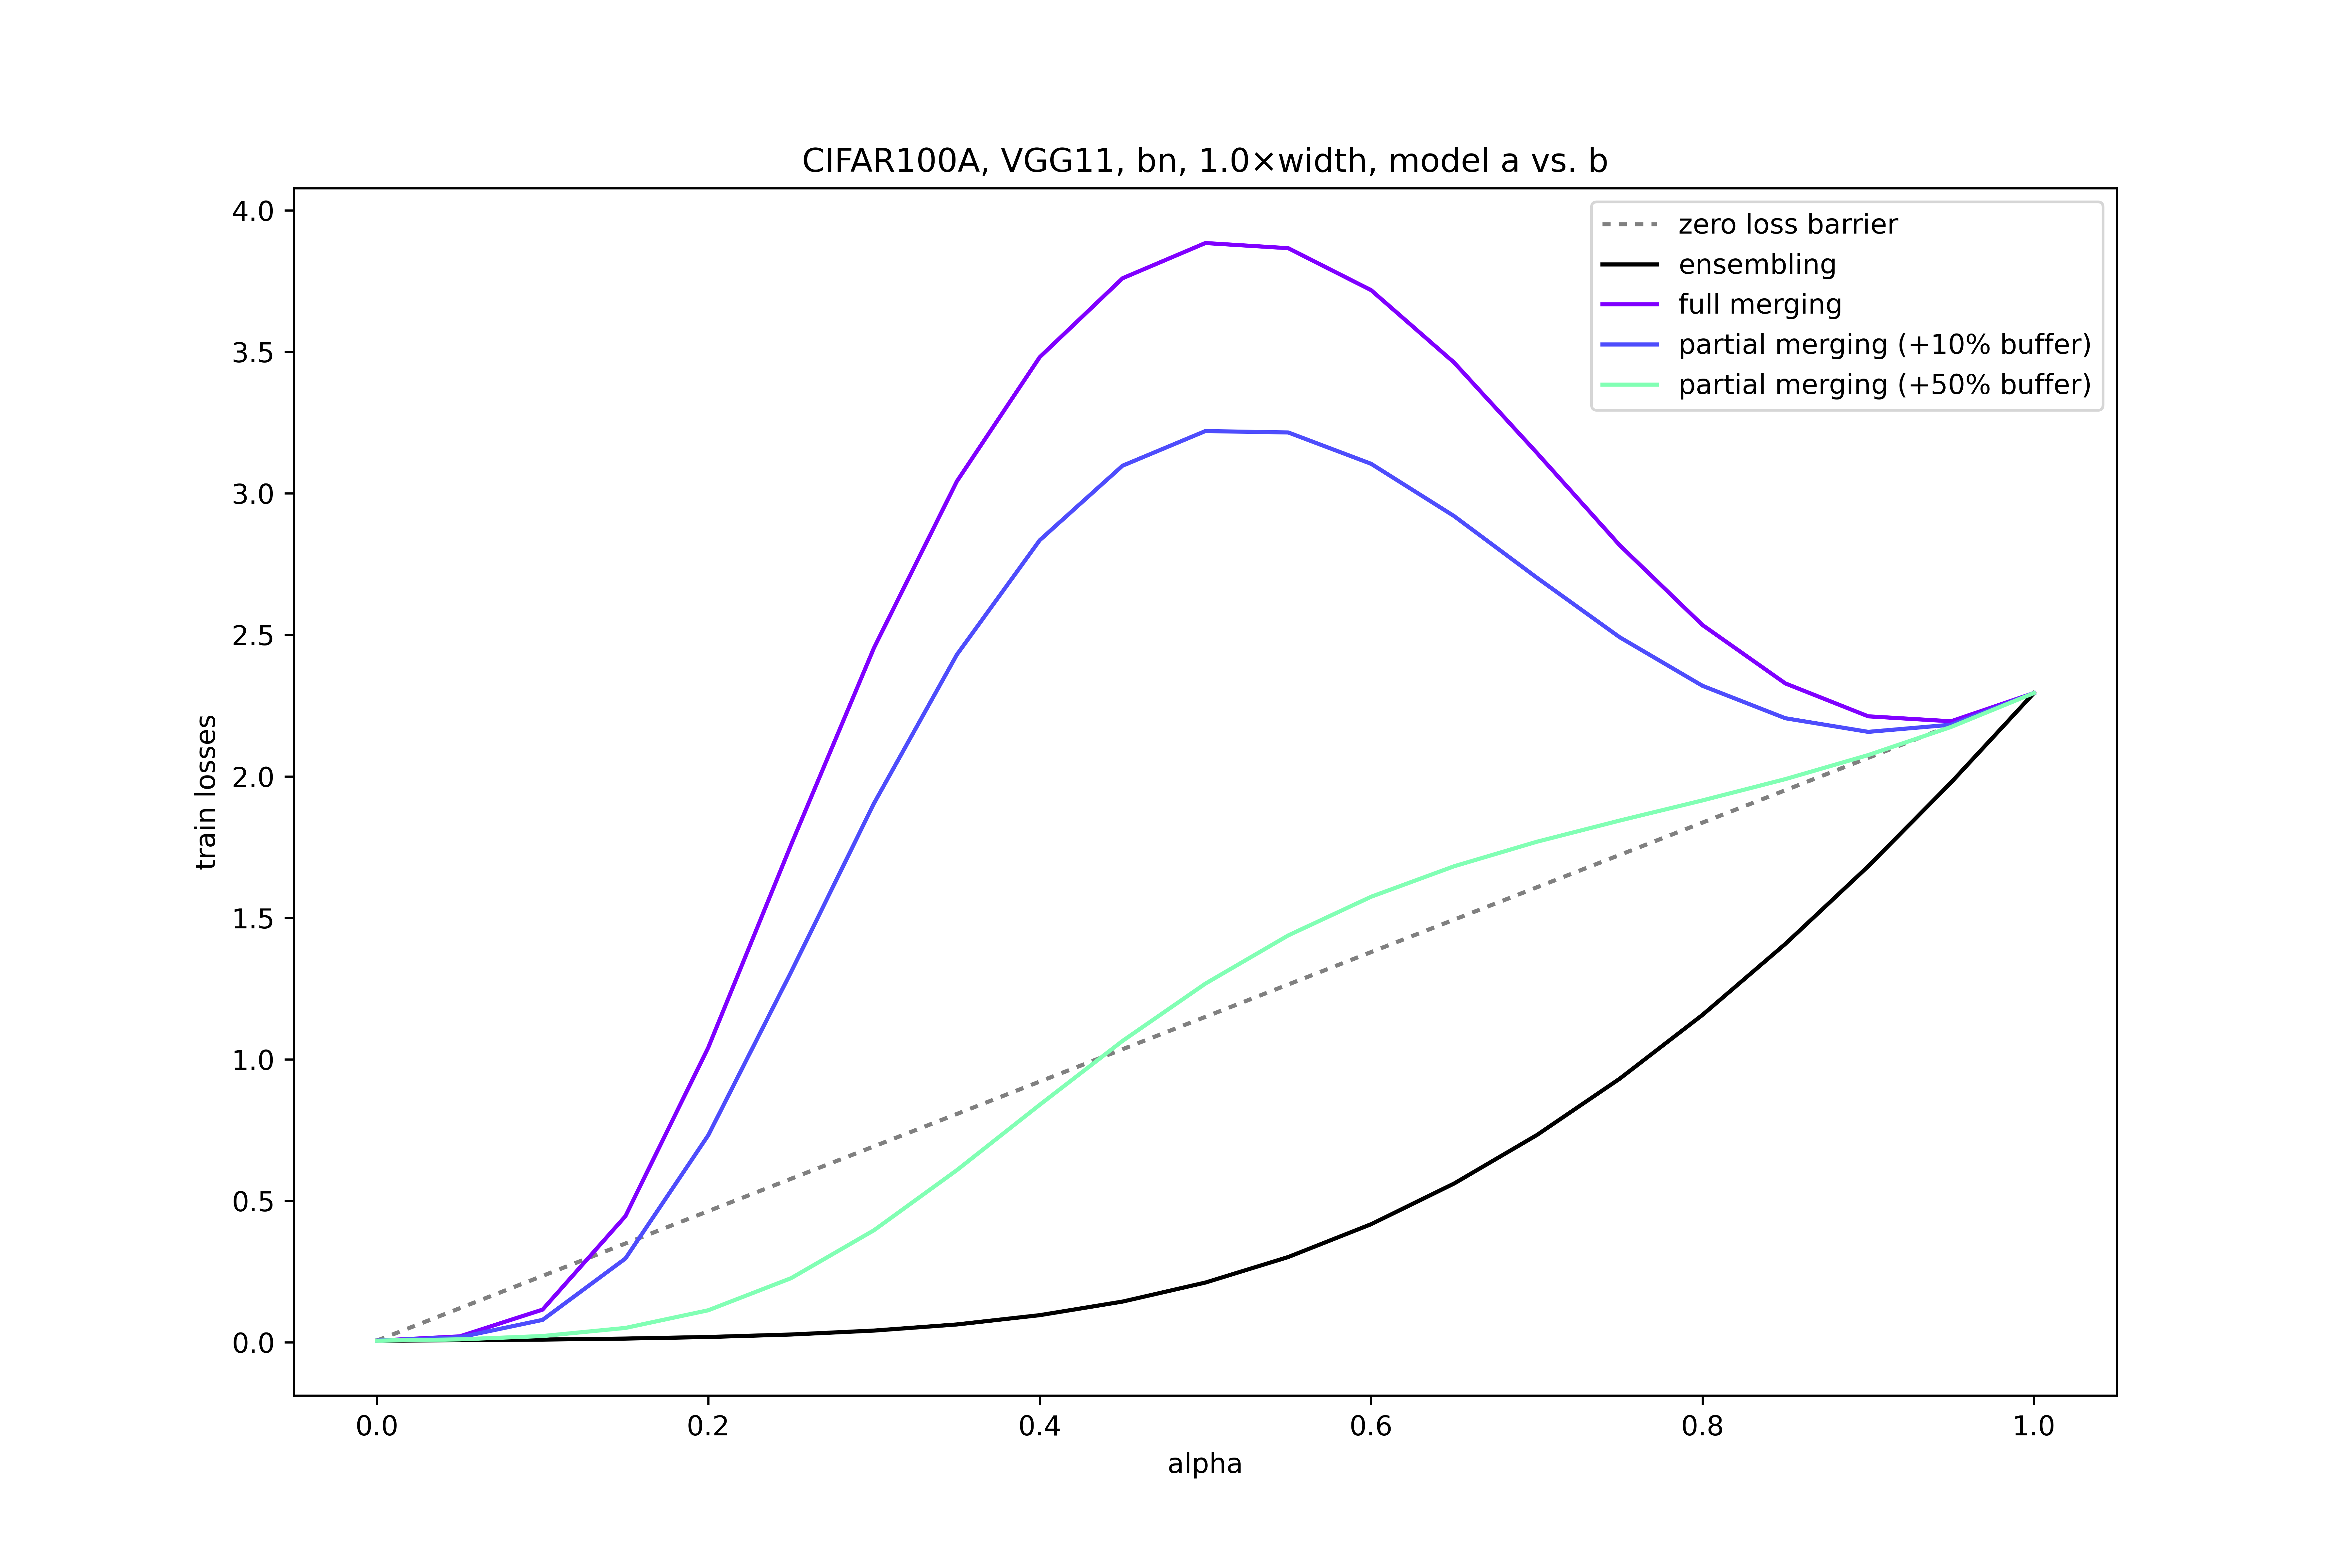 CIFAR100A, VGG11, bn, 1.0×width, model a vs. b
4.0
3.5
3.0
2.5
2.0
1.5
1.0
0.5
0.0
train losses
zero loss barrier
ensembling
full merging
partial merging (+10% buffer)
partial merging (+50% buffer)
0.0 0.2 0.4 0.6 0.8 1.0
alpha